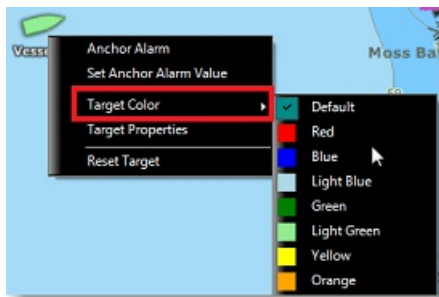 Anchor Alarm
Set Anchor Alarm Value
Target Color
Target Properties
Reset Target
Moss Ba
Default
Red
Blue
Light Blue
Green
Light Green
Yellow
Orange